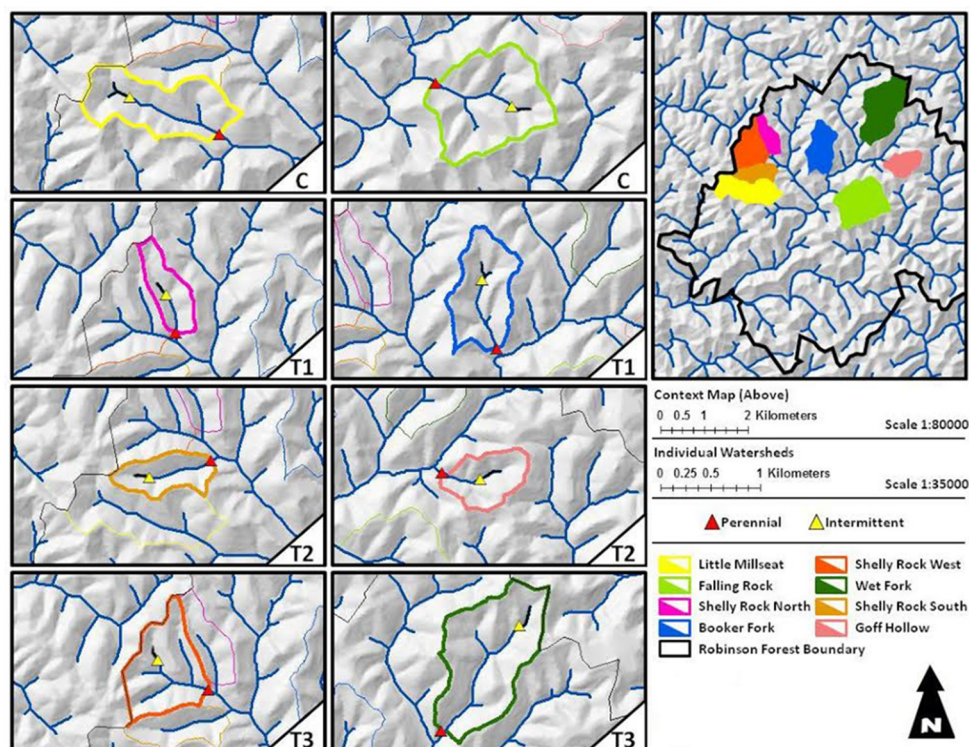 C
C
T1
T1
T2
T2
T3
T3
Context Map (Above)
0 0.5 1 2 Kilometers
Scale 1:80000
Individual Watersheds
0 0.25 0.5 1 Kilometers
Scale 1:35000
Perennial Intermittent
Little Millseat Shelly Rock West
Falling Rock Wet Fork
Shelly Rock North Shelly Rock South
Booker Fork Goff Hollow
Robinson Forest Boundary
N